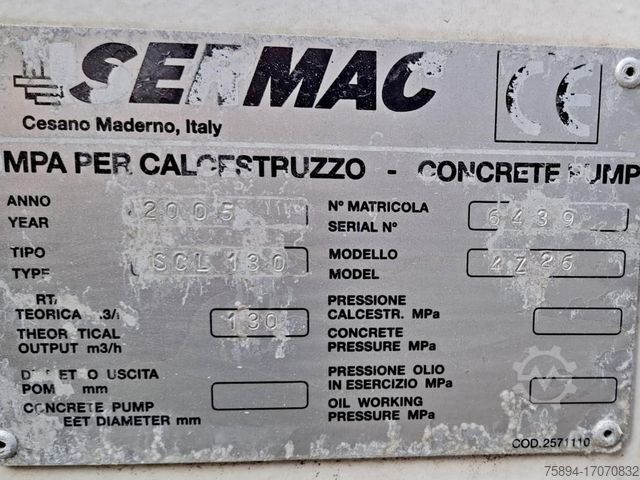 SERMAC
CE
Cesano Maderno, Italy
MPA PER CALCESTRUZZO - CONCRETE PUMP
ANNO
YEAR
2005
N° MATRICOLA
SERIAL N°
6439
TIPO
TYPE
SCL 130
MODELLO
MODEL
4Z26
TEORICA
THEORETICAL
OUTPUT m3/h
130
PRESSIONE
CALCESTR. MPa
CONCRETE
PRESSURE MPa
USCITA
POM mm
CONCRETE PUMP
DIAMETER mm
PRESSIONE OLIO
IN ESERCIZIO MPa
OIL WORKING
PRESSURE MPa
COD.2571110
75894-17070832